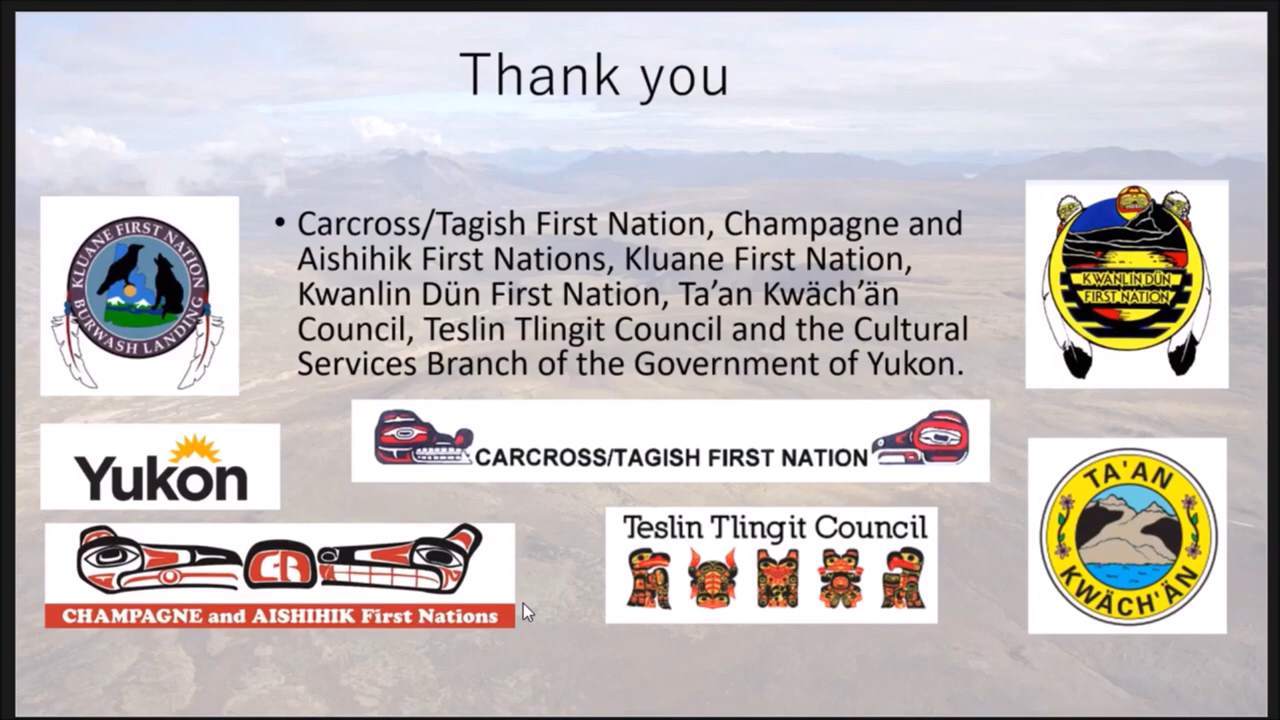 Thank you
• Carcross/Tagish First Nation, Champagne and
Aishihik First Nations, Kluane First Nation,
Kwanlin Dün First Nation, Ta’an Kwäch’än
Council, Teslin Tlingit Council and the Cultural
Services Branch of the Government of Yukon.
KLUANE FIRST NATION
BURWASH LANDING
KWANLIN DÜN
FIRST NATION
Yukon
CARCROSS/TAGISH FIRST NATION
CHAMPAGNE and AISHIHIK First Nations
Teslin Tlingit Council
TA'AN
KWÄCH'ÄN